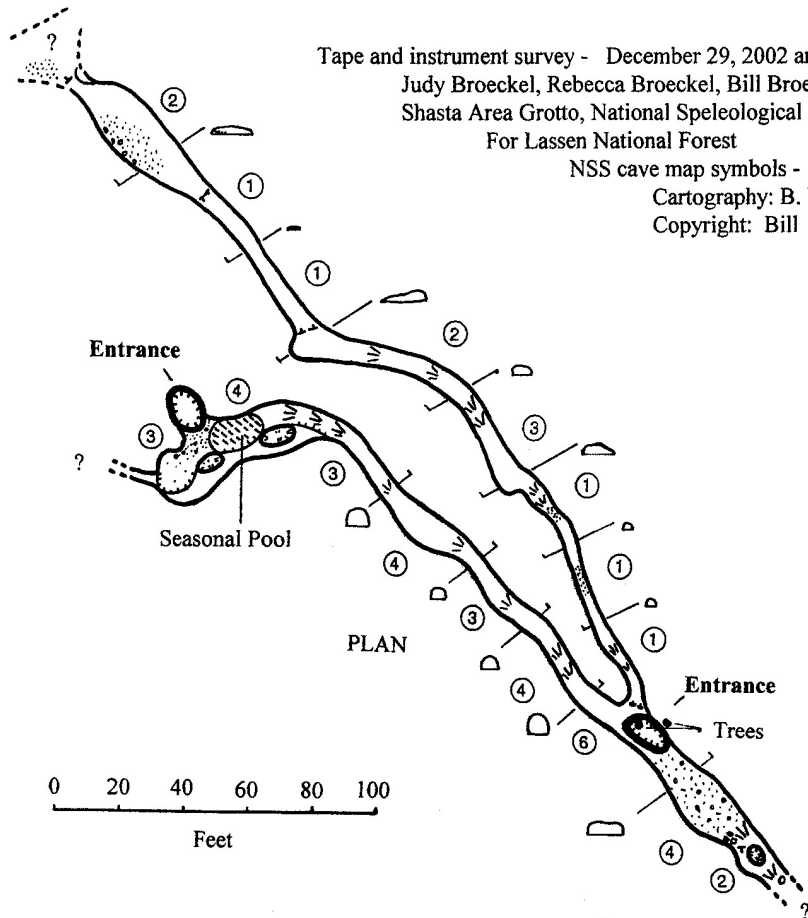 ?
Tape and instrument survey - December 29, 2002
Judy Broeckel, Rebecca Broeckel, Bill
Shasta Area Grotto, National Speleological
For Lassen National Forest
NSS cave map symbols -
Cartography: B.
Copyright: Bill
2
1
1
2
Entrance
4
3
3
?
3
1
Seasonal Pool
4
1
3
PLAN
1
4
Entrance
6
Trees
0 20 40 60 80 100
Feet
4
2
?